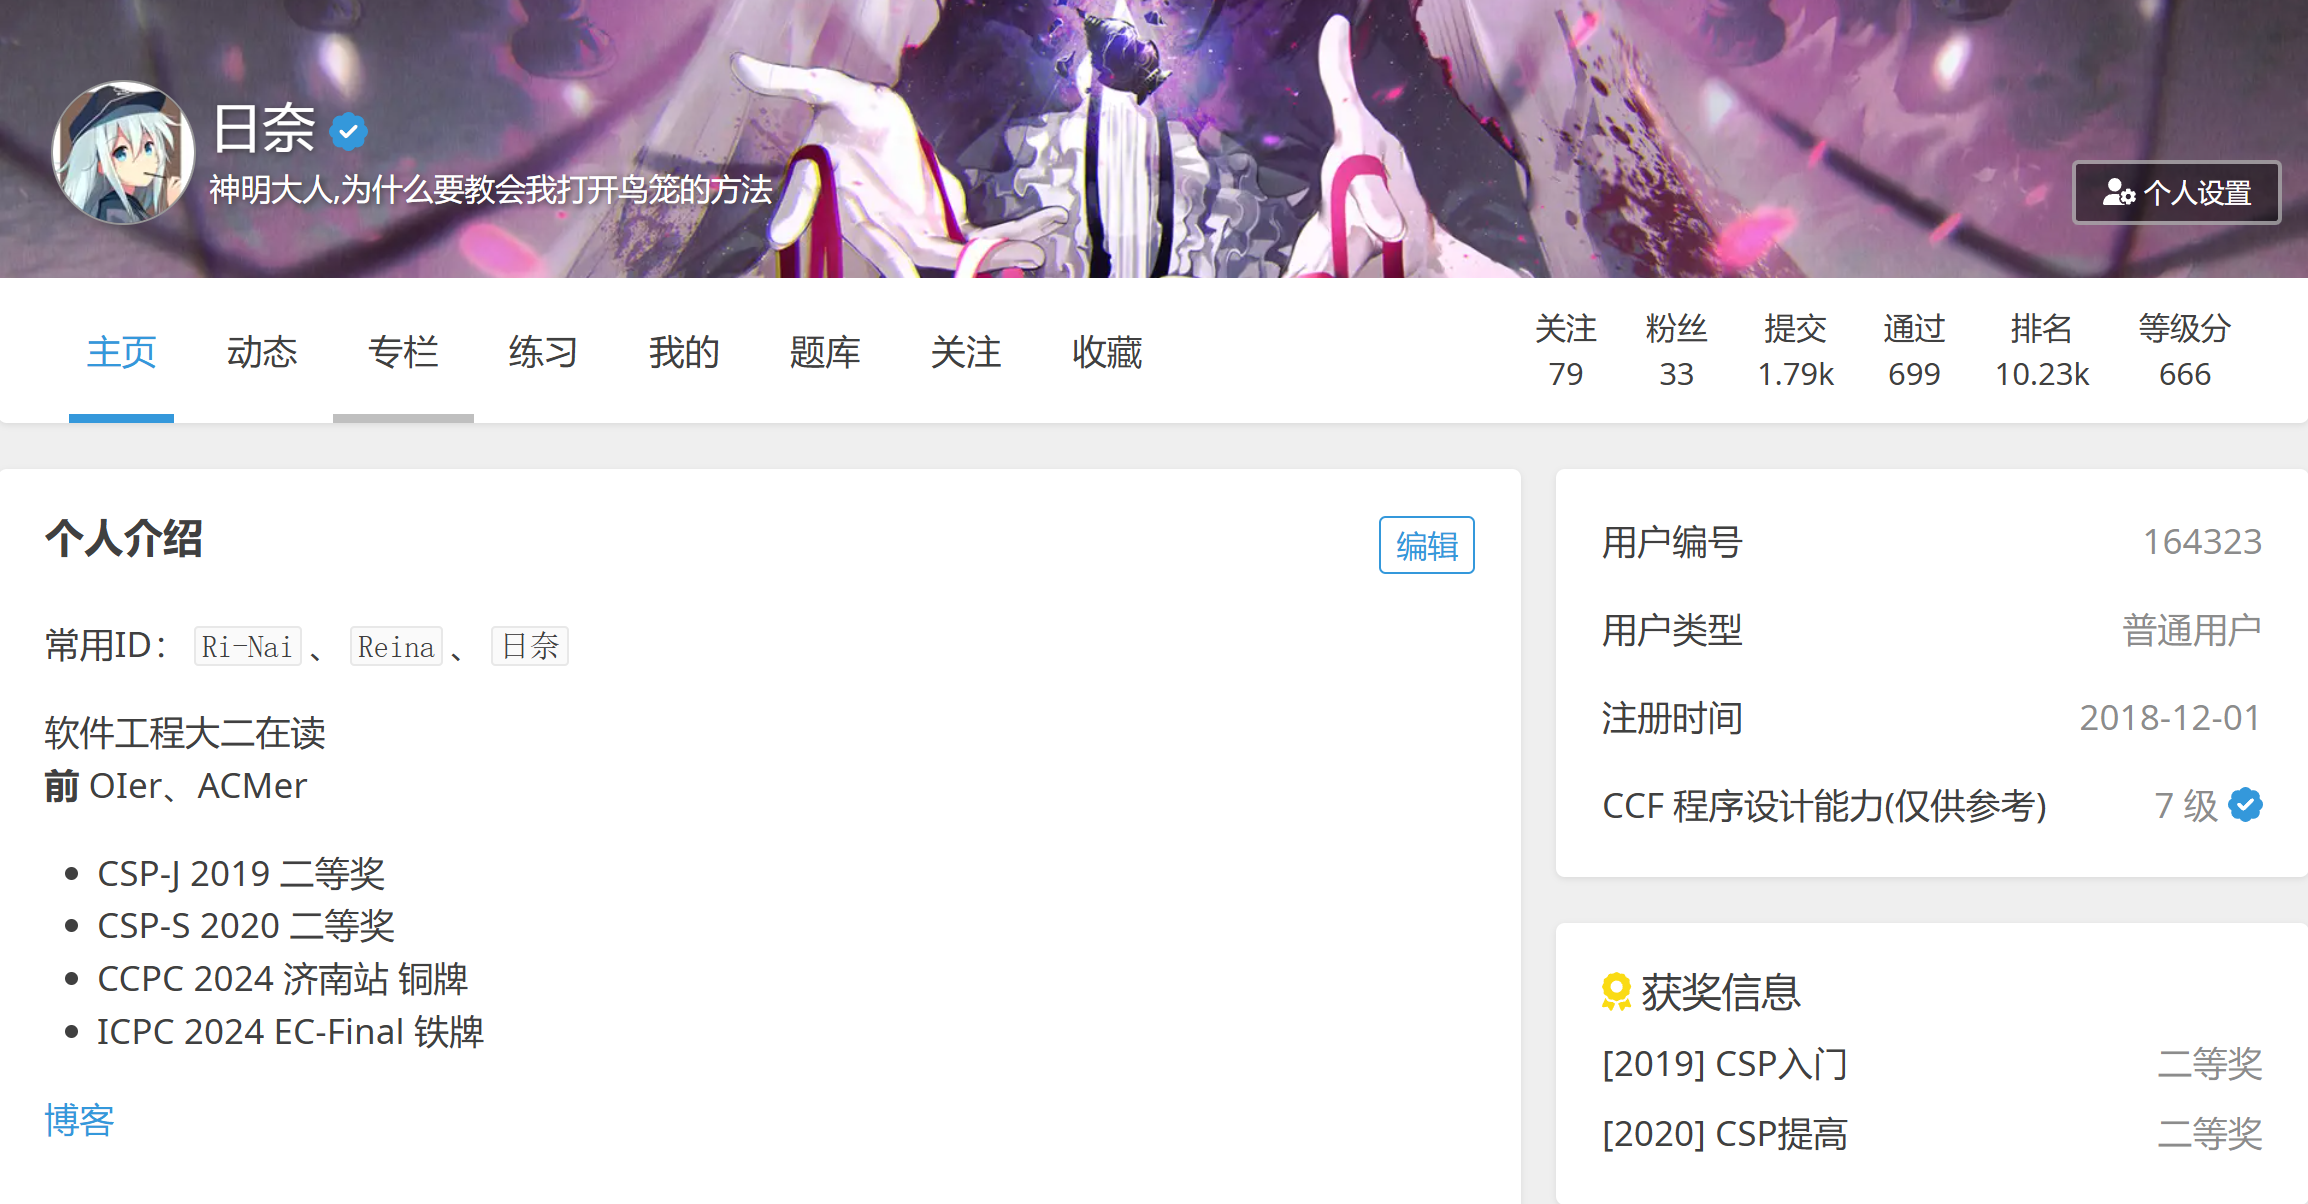 日奈
神明大人,为什么要教会我打开鸟笼的方法
个人设置
主页 动态 专栏 练习 我的 题库 关注 收藏
关注 粉丝 提交 通过 排名 等级分
79 33 1.79k 699 10.23k 666
个人介绍
编辑
常用ID： Ri-Nai 、 Reina 、 日奈
软件工程大二在读
前 OIer、ACMer
CSP-J 2019 二等奖
CSP-S 2020 二等奖
CCPC 2024 济南站 铜牌
ICPC 2024 EC-Final 铁牌
博客
用户编号 164323
用户类型 普通用户
注册时间 2018-12-01
CCF 程序设计能力(仅供参考) 7 级
获奖信息
[2019] CSP入门 二等奖
[2020] CSP提高 二等奖